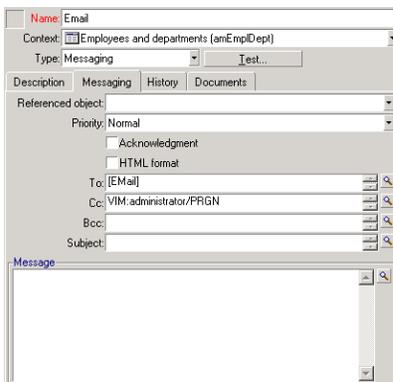 Name: Email
Context: Employees and departments (amEmplDept)
Type: Messaging Test...
Description Messaging History Documents
Referenced object:
Priority: Normal
Acknowledgment
HTML format
To: [EMail]
Cc: VIM:administrator/PRGN
Bcc:
Subject:
Message